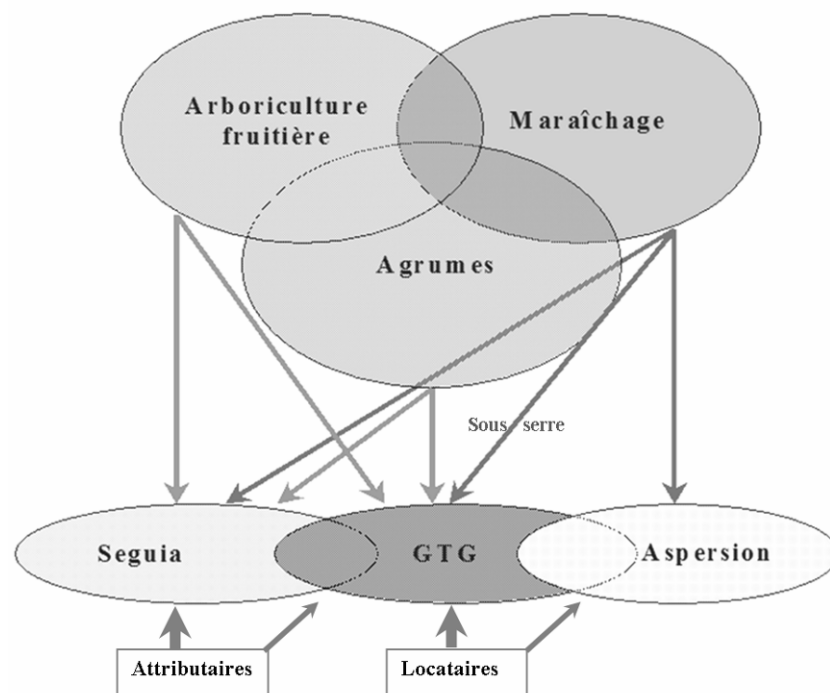 Arboriculture
fruitière
Maraîchage
Agrumes
Sous serre
Seguia
GTG
Aspersion
Attributaires
Locataires